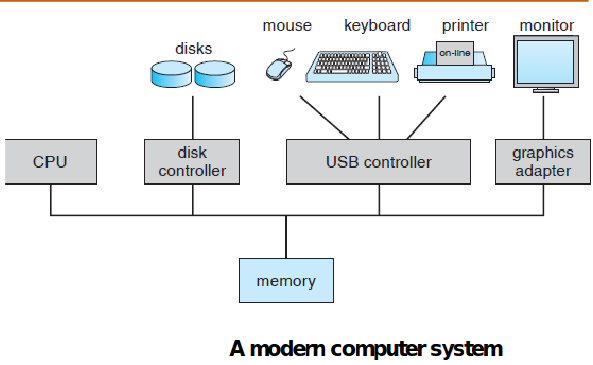 mouse keyboard printer monitor
disks
on-line
CPU
disk
controller
USB controller
graphics
adapter
memory
A modern computer system